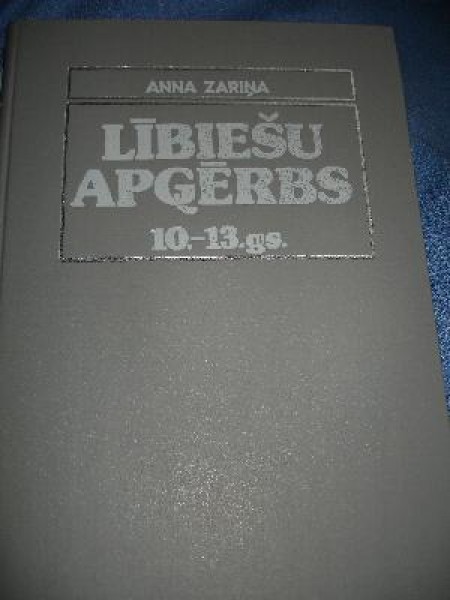 ANNA ZARIŅA
LĪBIEŠU
APĢĒRBS
10.-13.gs.